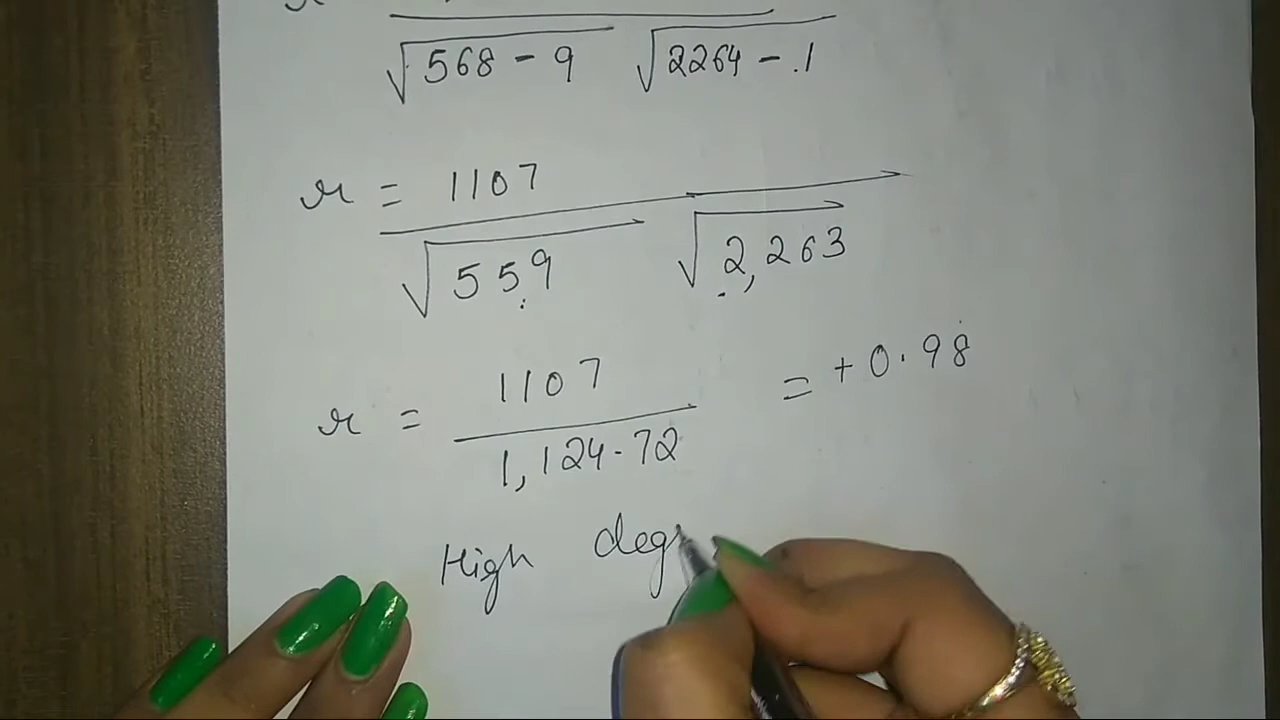 √568 - 9 √2264 - 1
r = 1107
√559 √2,263
r = 1107 = +0.98
1,124.72
High deg